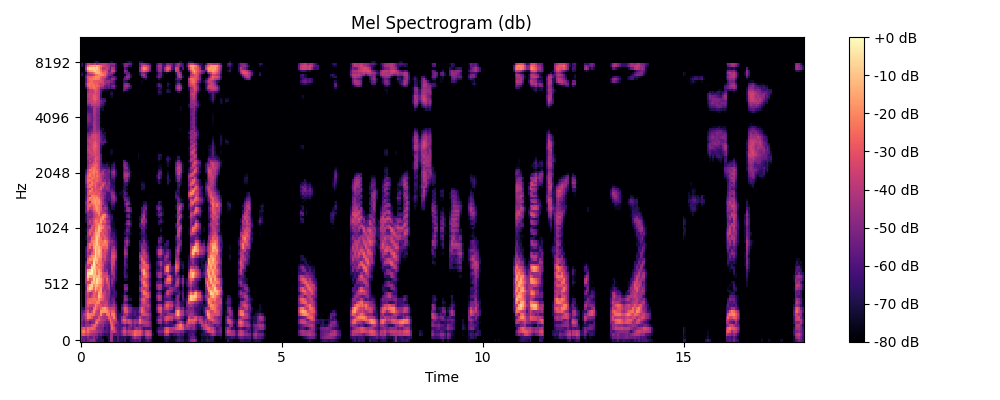 Mel Spectrogram (db)
8192
4096
2048
1024
512
0
Hz
0 5 10 15
Time
+0 dB
-10 dB
-20 dB
-30 dB
-40 dB
-50 dB
-60 dB
-70 dB
-80 dB